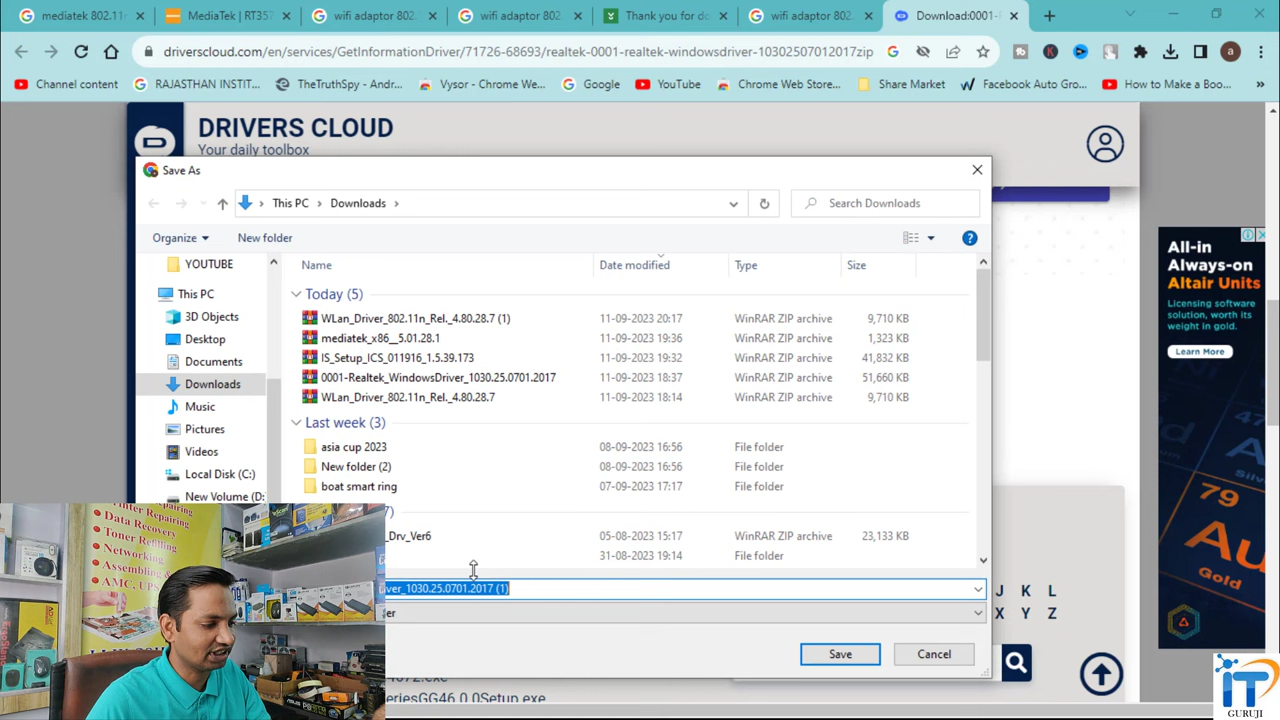 mediatek 802.11
MediaTek | RT357
wifi adaptor 802.
wifi adaptor 802.
Thank you for do
wifi adaptor 802.
Download:0001-F
driverscloud.com/en/services/GetInformationDriver/71726-68693/realtek-0001-realtek-windowsdriver-10302507012017zip
a
Channel content
RAJASTHAN INSTIT...
TheTruthSpy - Andr...
Vysor - Chrome We...
Google
YouTube
Chrome Web Store...
Share Market
Facebook Auto Gro...
How to Make a Boo...
DRIVERS CLOUD
Your daily toolbox
Save As
This PC
Downloads
Search Downloads
Organize
New folder
Name
Date modified
Type
Size
YOUTUBE
This PC
3D Objects
Desktop
Documents
Downloads
Music
Pictures
Videos
Local Disk (C:)
New Volume (D:
Today (5)
WLan_Driver_802.11n_Rel._4.80.28.7 (1) 11-09-2023 20:17 WinRAR ZIP archive 9,710 KB
mediatek_x86__5.01.28.1 11-09-2023 19:36 WinRAR ZIP archive 1,323 KB
IS_Setup_ICS_011916_1.5.39.173 11-09-2023 19:32 WinRAR ZIP archive 41,832 KB
0001-Realtek_WindowsDriver_1030.25.0701.2017 11-09-2023 18:37 WinRAR ZIP archive 51,660 KB
WLan_Driver_802.11n_Rel._4.80.28.7 11-09-2023 18:14 WinRAR ZIP archive 9,710 KB
Last week (3)
asia cup 2023 08-09-2023 16:56 File folder
New folder (2) 08-09-2023 16:56 File folder
boat smart ring 07-09-2023 17:17 File folder
7)
_Drv_Ver6 05-08-2023 15:17 WinRAR ZIP archive 23,133 KB
31-08-2023 19:14 File folder
iver_1030.25.0701.2017 (1)
er
Save
Cancel
All-in
Always-on
Altair Units
Licensing software
solution, worth its
weight in gold.
Learn More
79
Au
Gold
J K L
X Y Z
Printer Repairing
• Data Recovery
• Toner Refilling
• Networking
• Assembling &
• AMC, UPS
iT
GURUJI